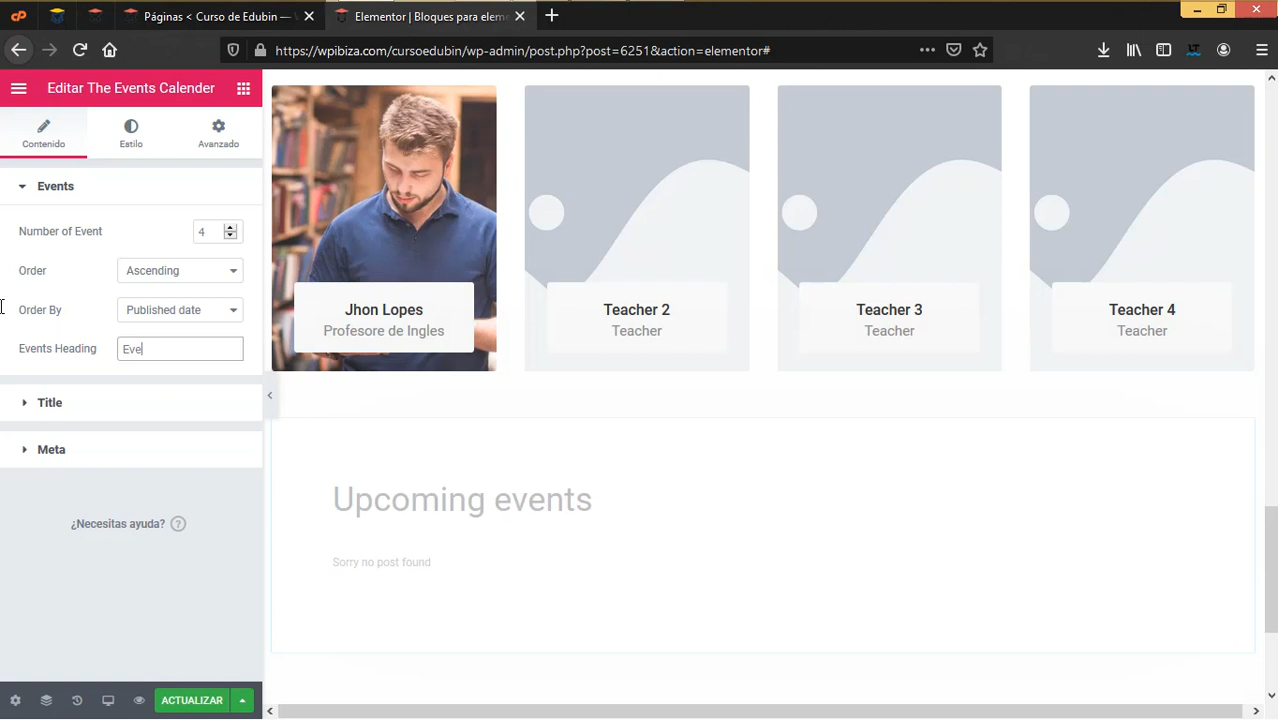 Páginas < Curso de Edubin —
Elementor | Bloques para eleme
https://wpibiza.com/cursoedubin/wp-admin/post.php?post=6251&action=elementor#
Editar The Events Calender
Contenido
Estilo
Avanzado
Events
Number of Event
4
Order
Ascending
Order By
Published date
Events Heading
Eve
Title
Meta
¿Necesitas ayuda? ?
ACTUALIZAR
Jhon Lopes
Profesore de Ingles
Teacher 2
Teacher
Teacher 3
Teacher
Teacher 4
Teacher
Upcoming events
Sorry no post found